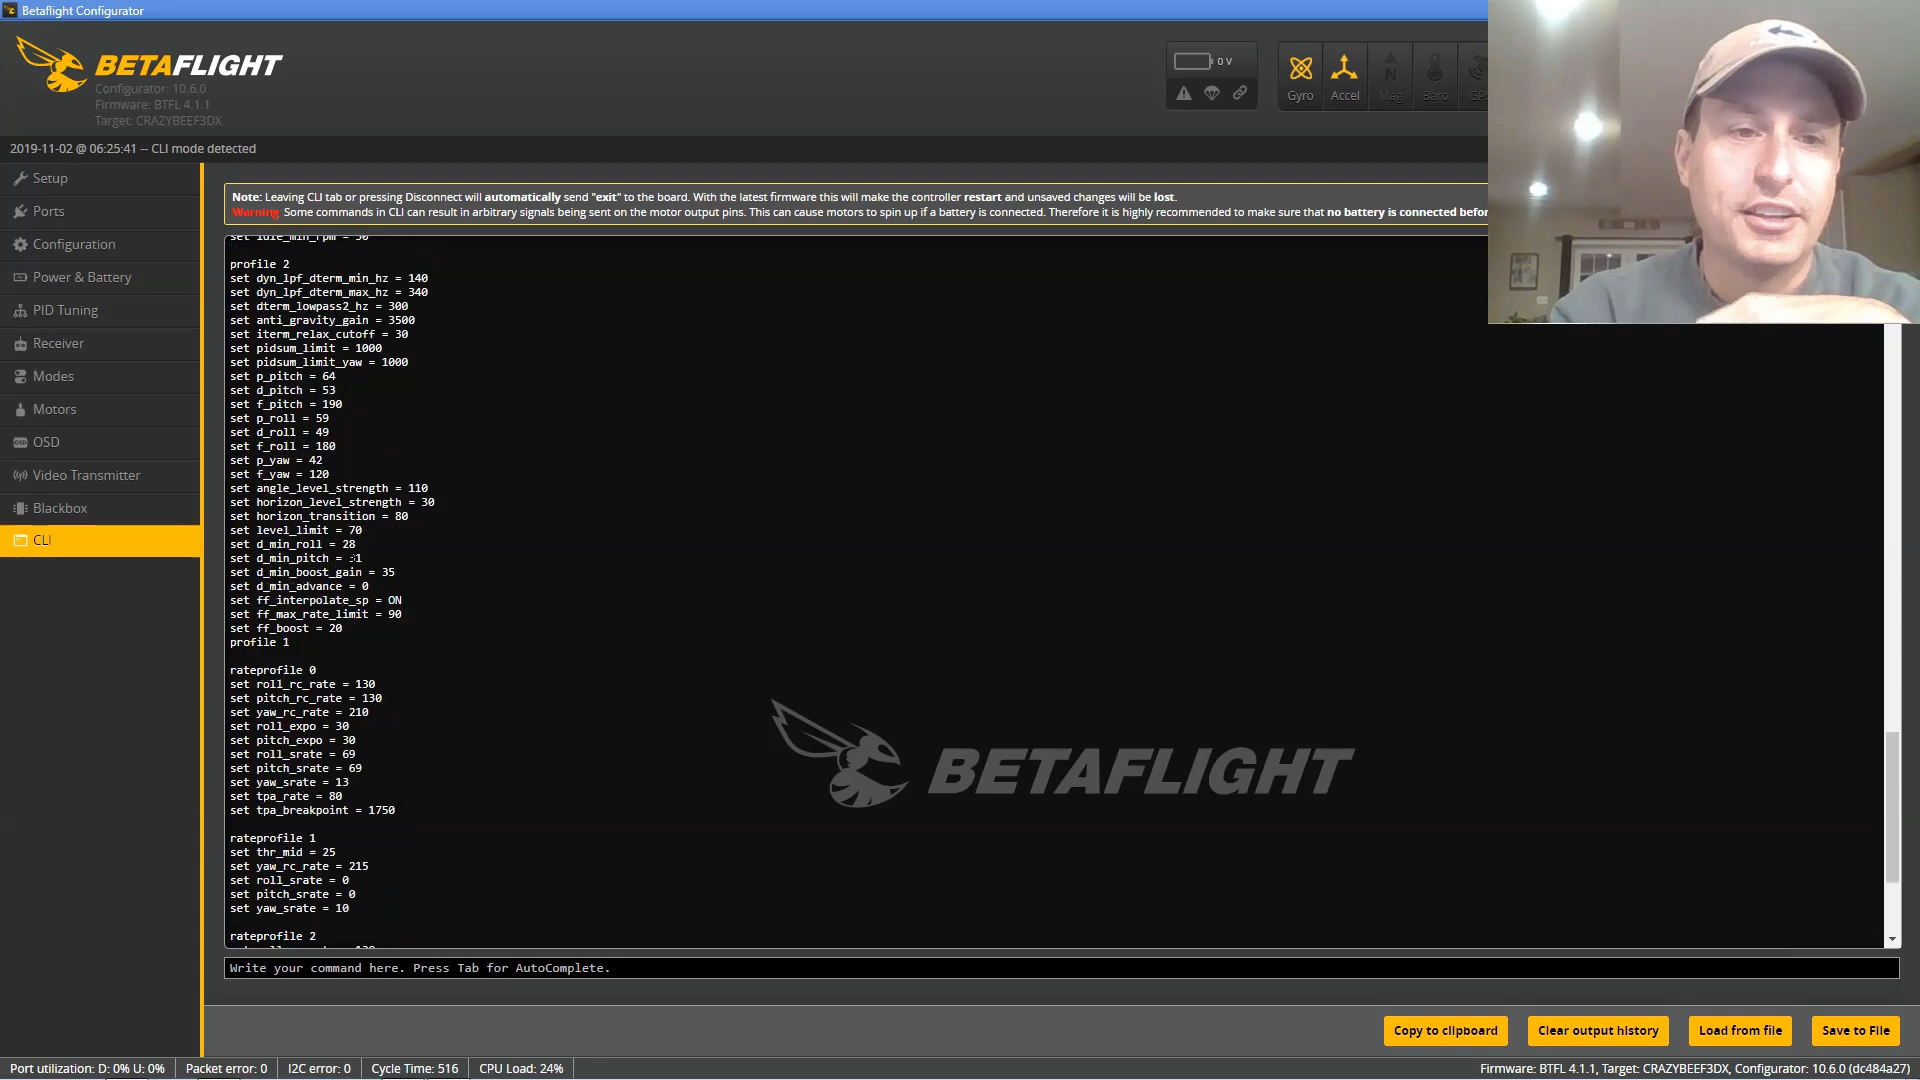 Betaflight Configurator
BETAFLIGHT
Configurator: 10.6.0
Firmware: BTFL 4.1.1
Target: CRAZYBEEF3DX
0 V
Gyro
Accel
Mag
Baro
2019-11-02 @ 06:25:41 -- CLI mode detected
Setup
Ports
Configuration
Power & Battery
PID Tuning
Receiver
Modes
Motors
OSD
Video Transmitter
Blackbox
CLI
Note: Leaving CLI tab or pressing Disconnect will automatically send "exit" to the board. With the latest firmware this will make the controller restart and unsaved changes will be lost.
Warning: Some commands in CLI can result in arbitrary signals being sent on the motor output pins. This can cause motors to spin up if a battery is connected. Therefore it is highly recommended to make sure that no battery is connected
set idle_min_rpm = 30
profile 2
set dyn_lpf_dterm_min_hz = 140
set dyn_lpf_dterm_max_hz = 340
set dterm_lowpass2_hz = 300
set anti_gravity_gain = 3500
set iterm_relax_cutoff = 30
set pidsum_limit = 1000
set pidsum_limit_yaw = 1000
set p_pitch = 64
set d_pitch = 53
set f_pitch = 190
set p_roll = 59
set d_roll = 49
set f_roll = 180
set p_yaw = 42
set f_yaw = 120
set angle_level_strength = 110
set horizon_level_strength = 30
set horizon_transition = 80
set level_limit = 70
set d_min_roll = 28
set d_min_pitch =
set d_min_boost_gain = 35
set d_min_advance = 0
set ff_interpolate_sp = ON
set ff_max_rate_limit = 90
set ff_boost = 20
profile 1
rateprofile 0
set roll_rc_rate = 130
set pitch_rc_rate = 130
set yaw_rc_rate = 210
set roll_expo = 30
set pitch_expo = 30
set roll_srate = 69
set pitch_srate = 69
set yaw_srate = 13
set tpa_rate = 80
set tpa_breakpoint = 1750
rateprofile 1
set thr_mid = 25
set yaw_rc_rate = 215
set roll_srate = 0
set pitch_srate = 0
set yaw_srate = 10
rateprofile 2
BETAFLIGHT
Write your command here. Press Tab for AutoComplete.
Copy to clipboard
Clear output history
Load from file
Save to File
Port utilization: D: 0% U: 0%
Packet error: 0
I2C error: 0
Cycle Time: 516
CPU Load: 24%
Firmware: BTFL 4.1.1, Target: CRAZYBEEF3DX, Configurator: 10.6.0 (dc484a27)